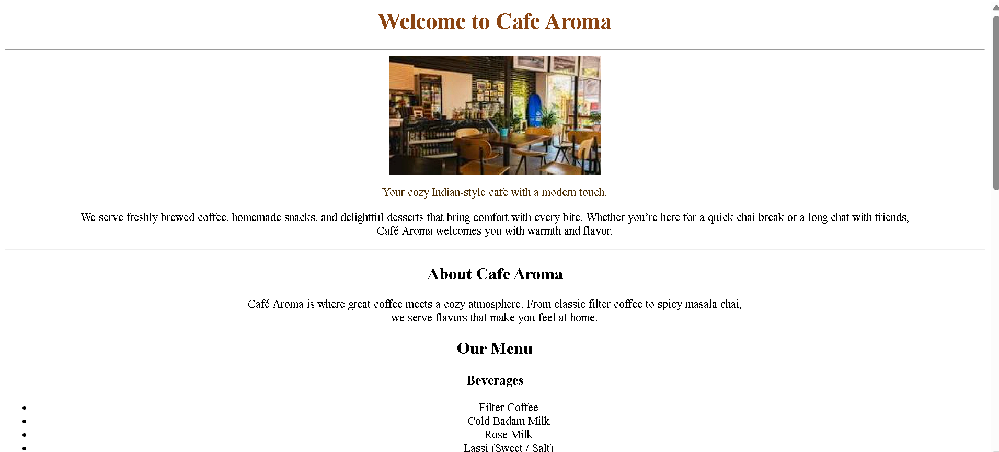 Welcome to Cafe Aroma
Your cozy Indian-style cafe with a modern touch.
We serve freshly brewed coffee, homemade snacks, and delightful desserts that bring comfort with every bite. Whether you’re here for a quick chai break or a long chat with friends,
Café Aroma welcomes you with warmth and flavor.
About Cafe Aroma
Café Aroma is where great coffee meets a cozy atmosphere. From classic filter coffee to spicy masala chai,
we serve flavors that make you feel at home.
Our Menu
Beverages
• Filter Coffee
• Cold Badam Milk
• Rose Milk
• Lassi (Sweet / Salt)